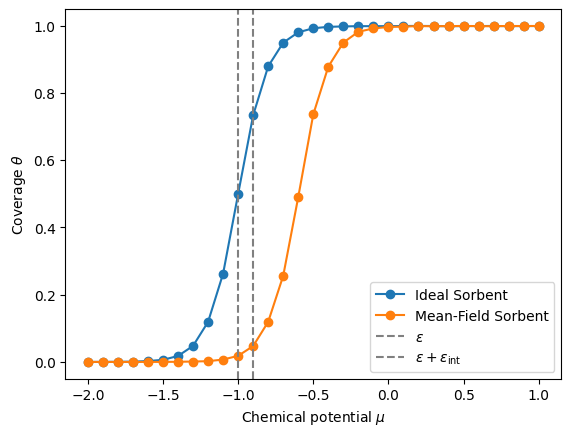 1.0
0.8
0.6
0.4
0.2
0.0
Coverage θ
Ideal Sorbent
Mean-Field Sorbent
ε
ε + ε_int
−2.0 −1.5 −1.0 −0.5 0.0 0.5 1.0
Chemical potential μ